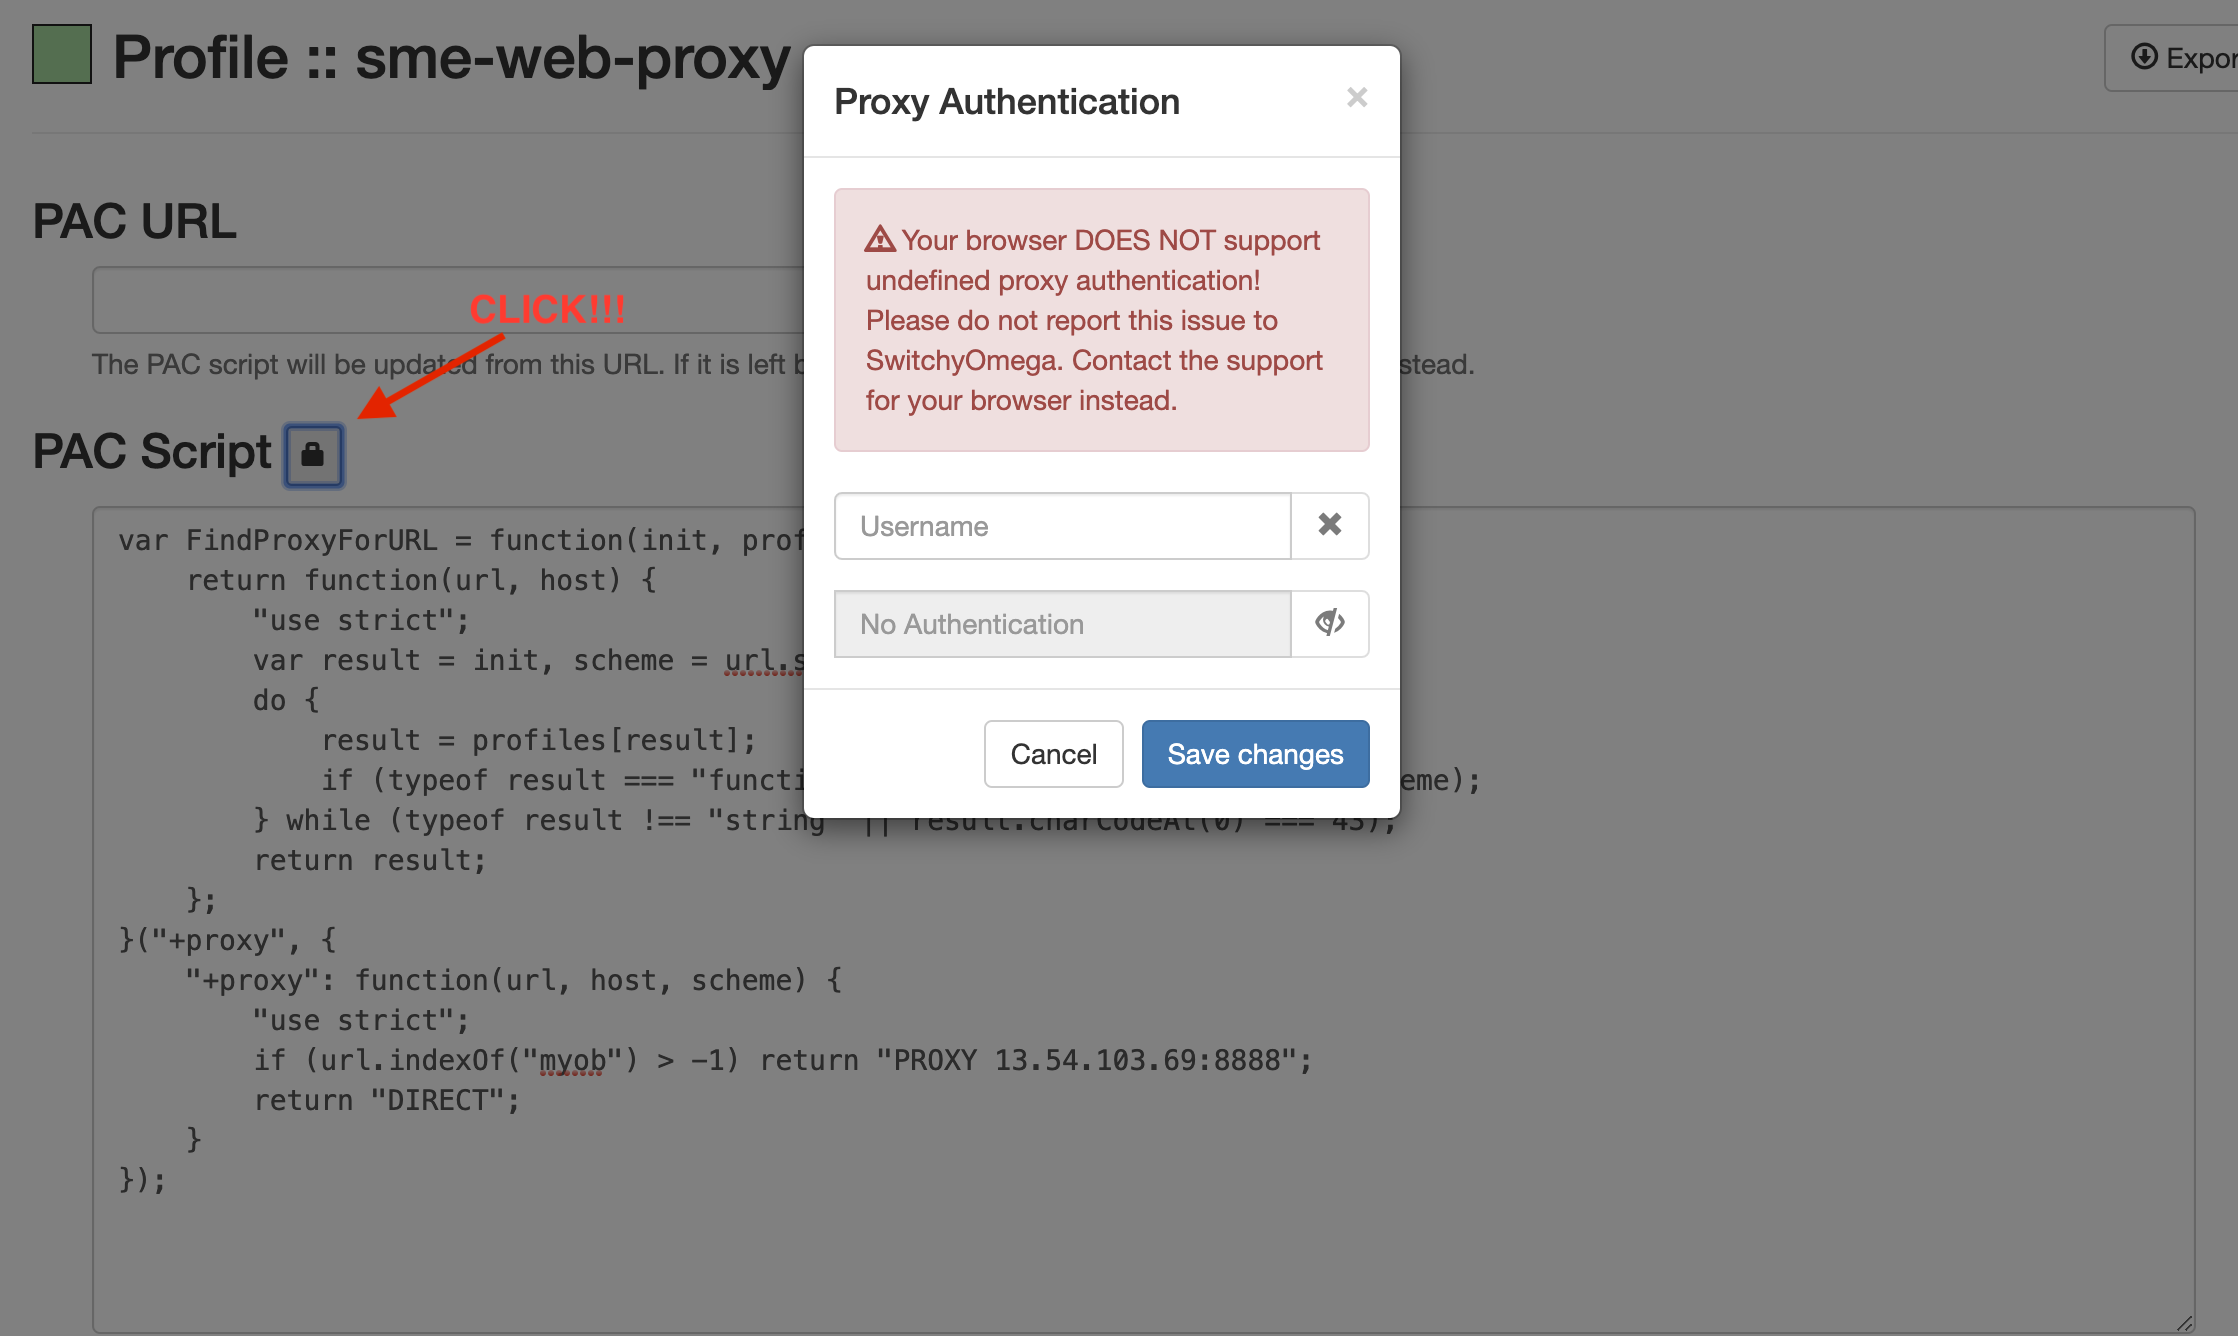 Profile :: sme-web-proxy
Expor
Proxy Authentication
×
Your browser DOES NOT support
undefined proxy authentication!
Please do not report this issue to
SwitchyOmega. Contact the support
for your browser instead.
Username
No Authentication
Cancel
Save changes
PAC URL
CLICK!!!
The PAC script will be updated from this URL. If it is left b
stead.
PAC Script
var FindProxyForURL = function(init, prof
return function(url, host) {
"use strict";
var result = init, scheme = url.s
do {
result = profiles[result];
if (typeof result === "functi eme);
} while (typeof result !== "string" || result.charCodeAt(0) === 43);
return result;
};
}("+proxy", {
"+proxy": function(url, host, scheme) {
"use strict";
if (url.indexOf("myob") > -1) return "PROXY 13.54.103.69:8888";
return "DIRECT";
}
});